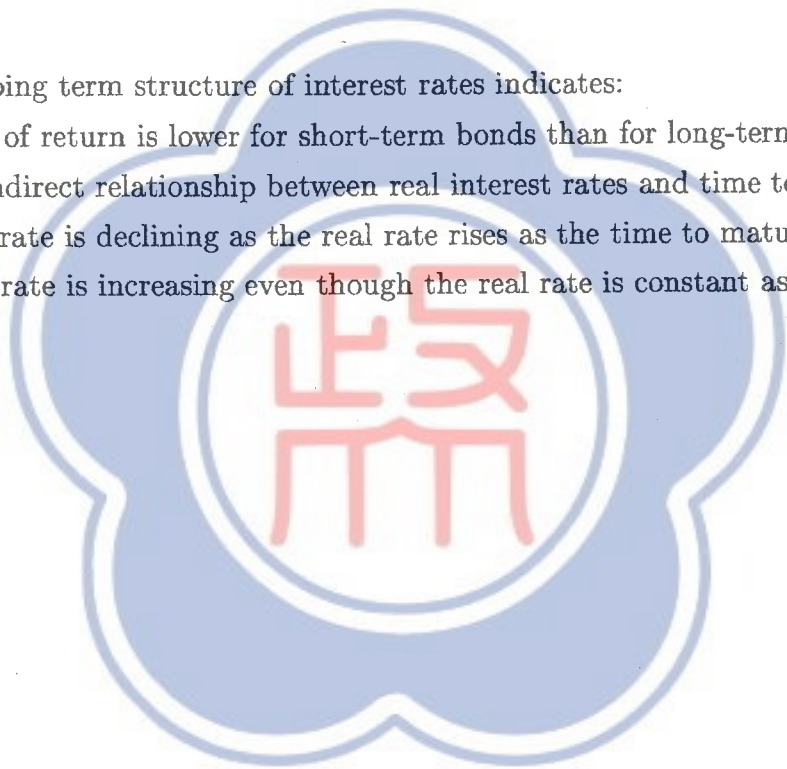 ping term structure of interest rates indicates:
of return is lower for short-term bonds than for long-term
ndirect relationship between real interest rates and time to
rate is declining as the real rate rises as the time to matu
rate is increasing even though the real rate is constant as
政大